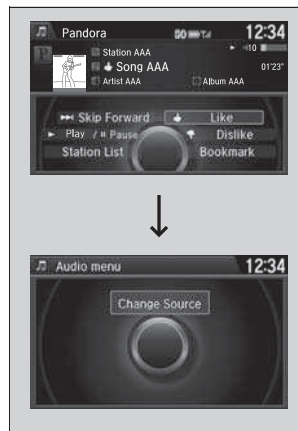 Pandora 12:34
Station AAA
Song AAA 01'23"
Artist AAA Album AAA
Skip Forward Like
Play / Pause Dislike
Station List Bookmark
Audio menu 12:34
Change Source